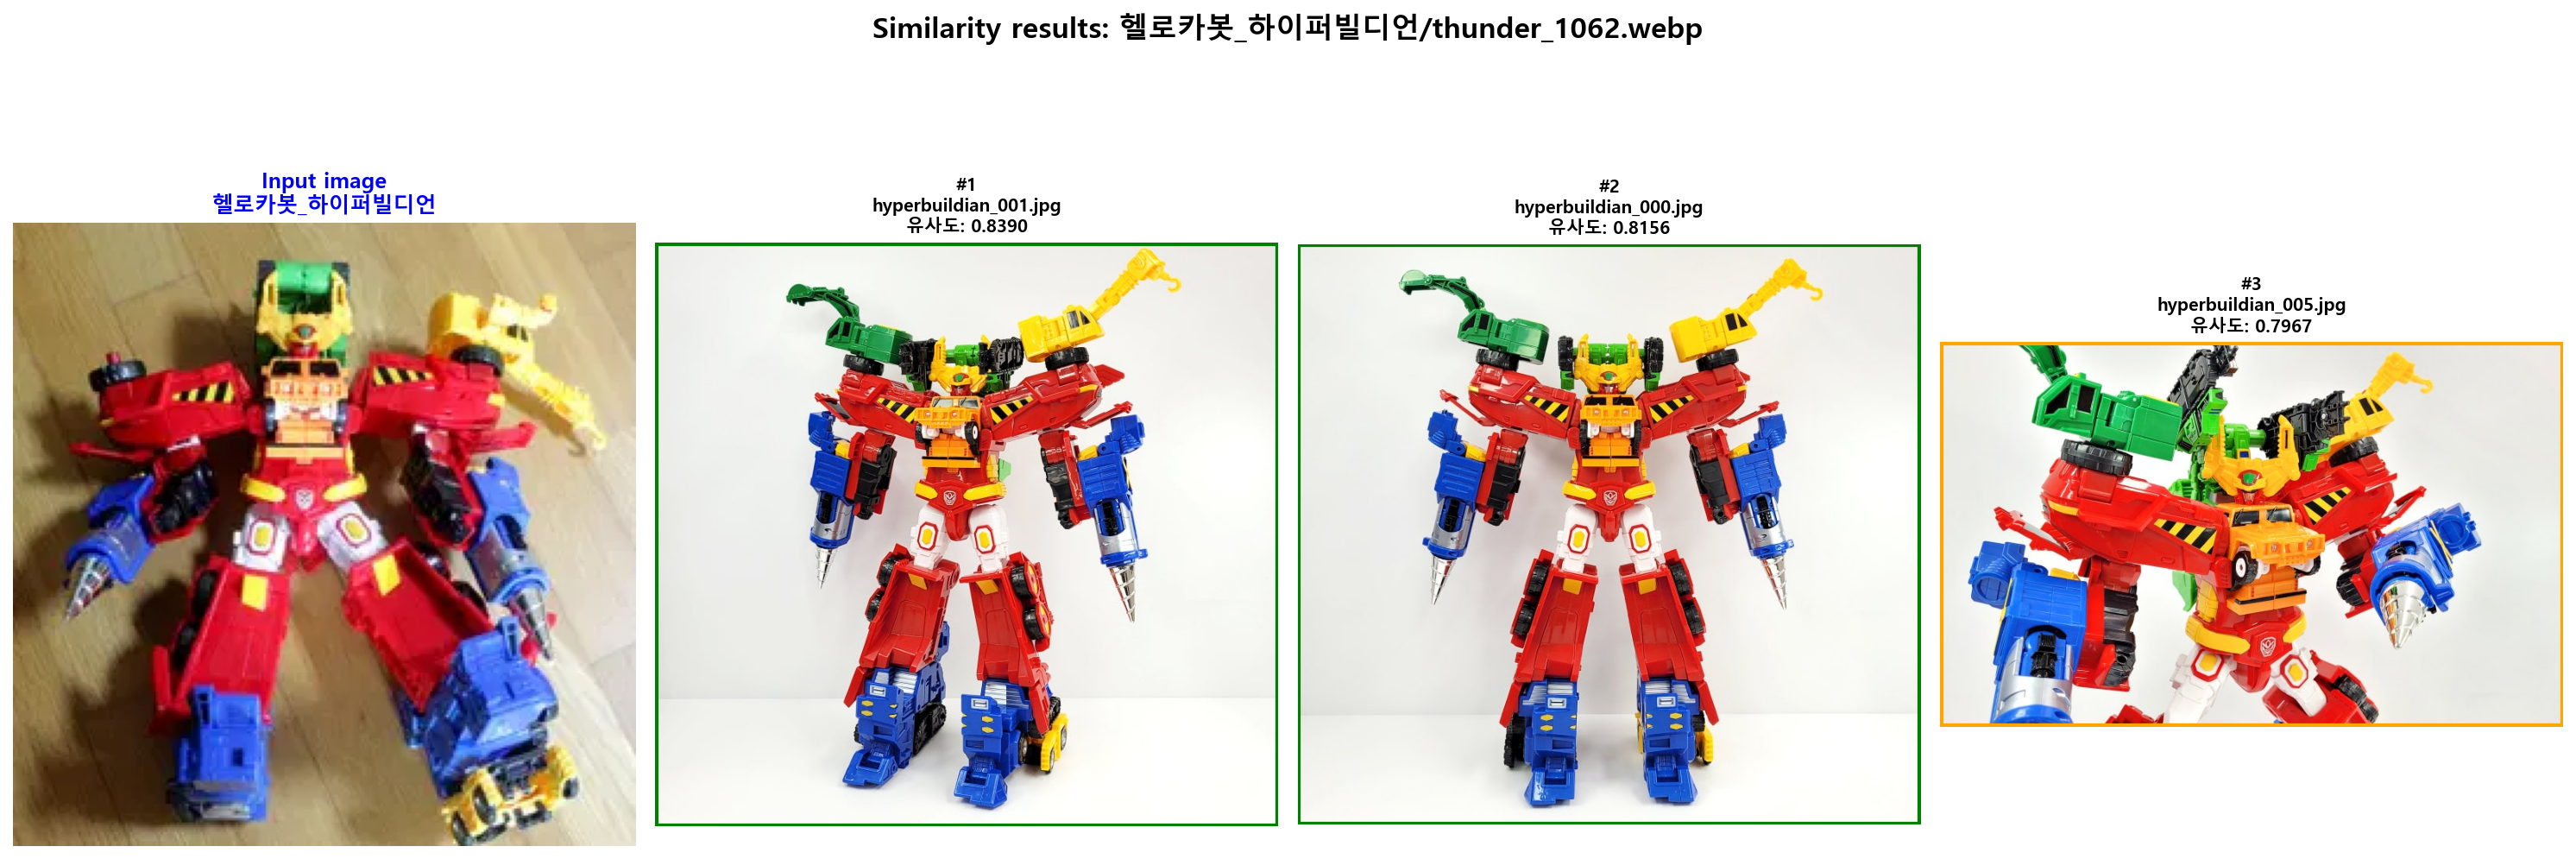 Similarity results: 헬로카봇_하이퍼빌디언/thunder_1062.webp
Input image
헬로카봇_하이퍼빌디언
#1
hyperbuildian_001.jpg
유사도: 0.8390
#2
hyperbuildian_000.jpg
유사도: 0.8156
#3
hyperbuildian_005.jpg
유사도: 0.7967